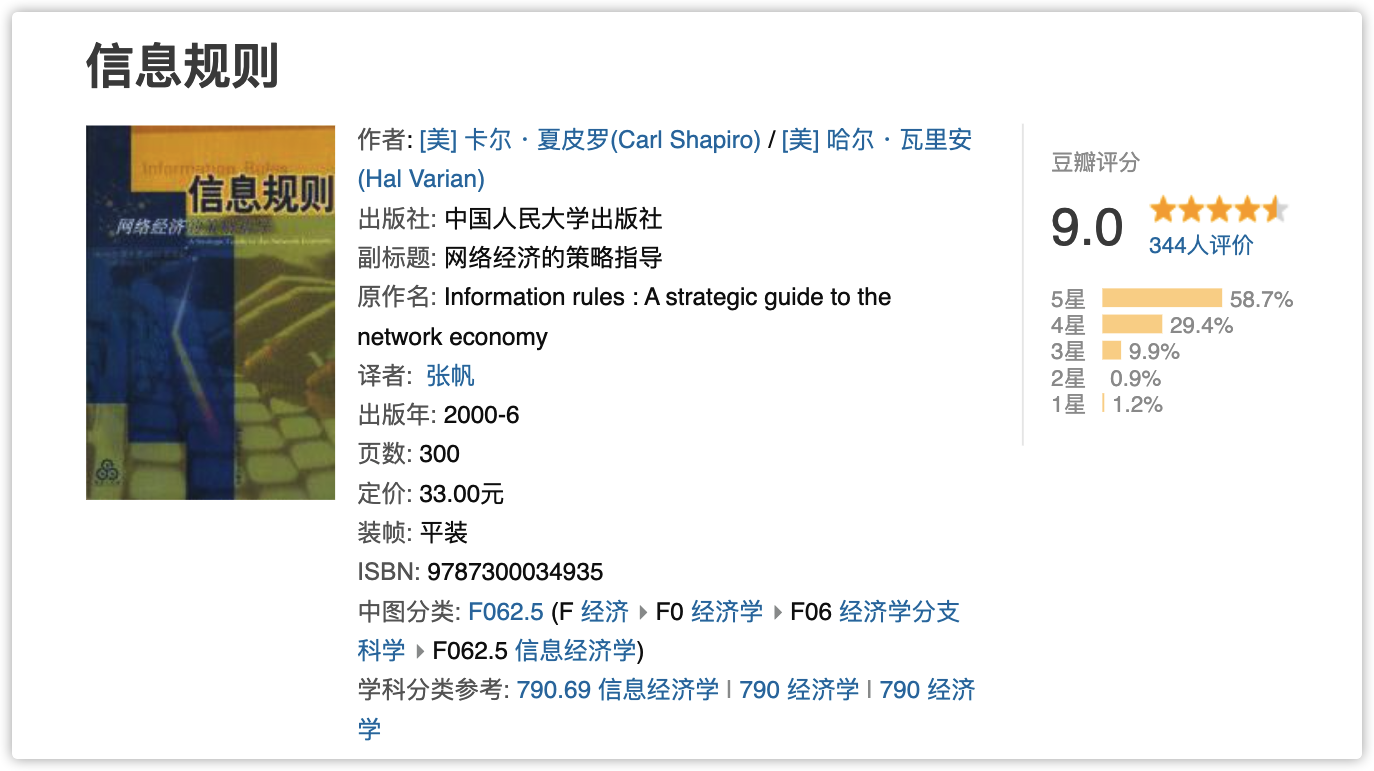 信息规则
Information Rules
信息规则
网络经济的策略指导
A Strategic Guide to the Network Economy
作者: [美] 卡尔·夏皮罗(Carl Shapiro) / [美] 哈尔·瓦里安
(Hal Varian)
出版社: 中国人民大学出版社
副标题: 网络经济的策略指导
原作名: Information rules : A strategic guide to the
network economy
译者: 张帆
出版年: 2000-6
页数: 300
定价: 33.00元
装帧: 平装
ISBN: 9787300034935
中图分类: F062.5 (F 经济 ▸ F0 经济学 ▸ F06 经济学分支
科学 ▸ F062.5 信息经济学)
学科分类参考: 790.69 信息经济学 | 790 经济学 | 790 经济
学
豆瓣评分
9.0
344人评价
5星 58.7%
4星 29.4%
3星 9.9%
2星 0.9%
1星 1.2%